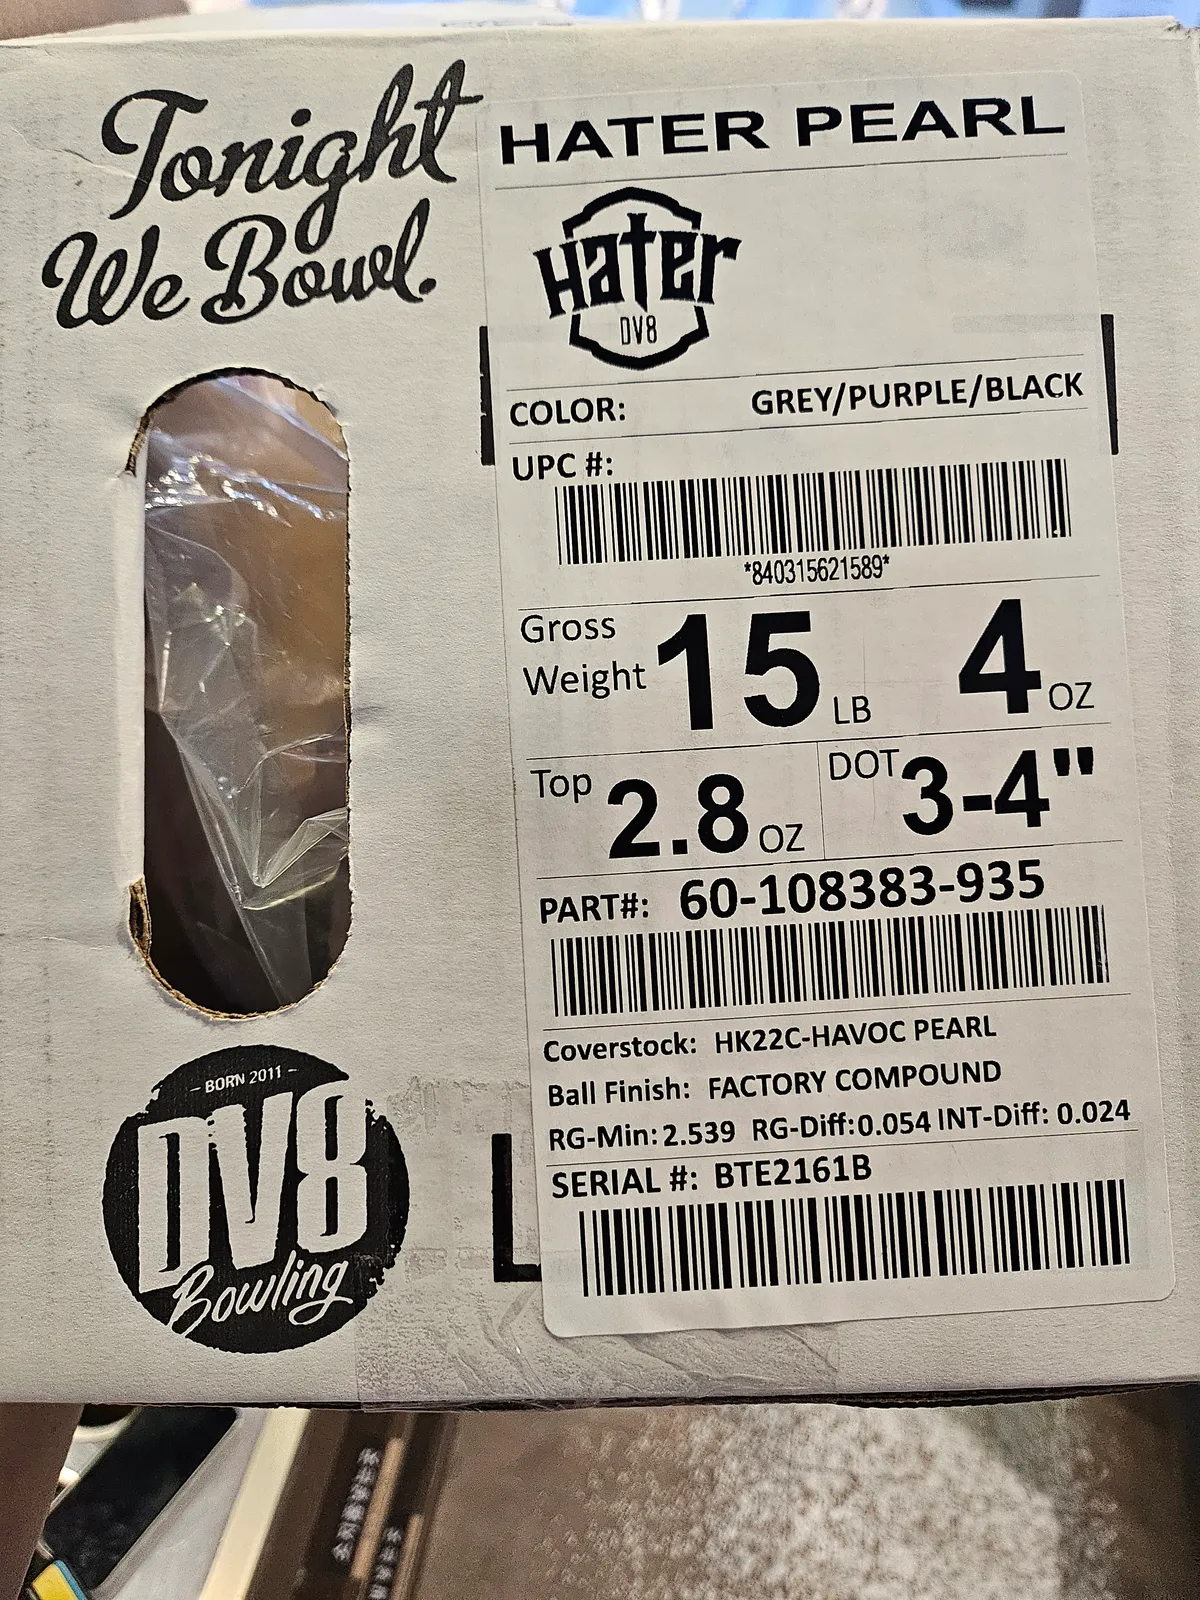 Tonight
We Bowl.
HATER PEARL
Hater
DV8
COLOR: GREY/PURPLE/BLACK
UPC #:
*840315621589*
Gross
Weight 15 LB 4 OZ
Top 2.8 OZ DOT 3-4"
PART#: 60-108383-935
Coverstock: HK22C-HAVOC PEARL
Ball Finish: FACTORY COMPOUND
RG-Min: 2.539 RG-Diff:0.054 INT-Diff: 0.024
SERIAL #: BTE2161B
– BORN 2011 –
DV8
Bowling
L